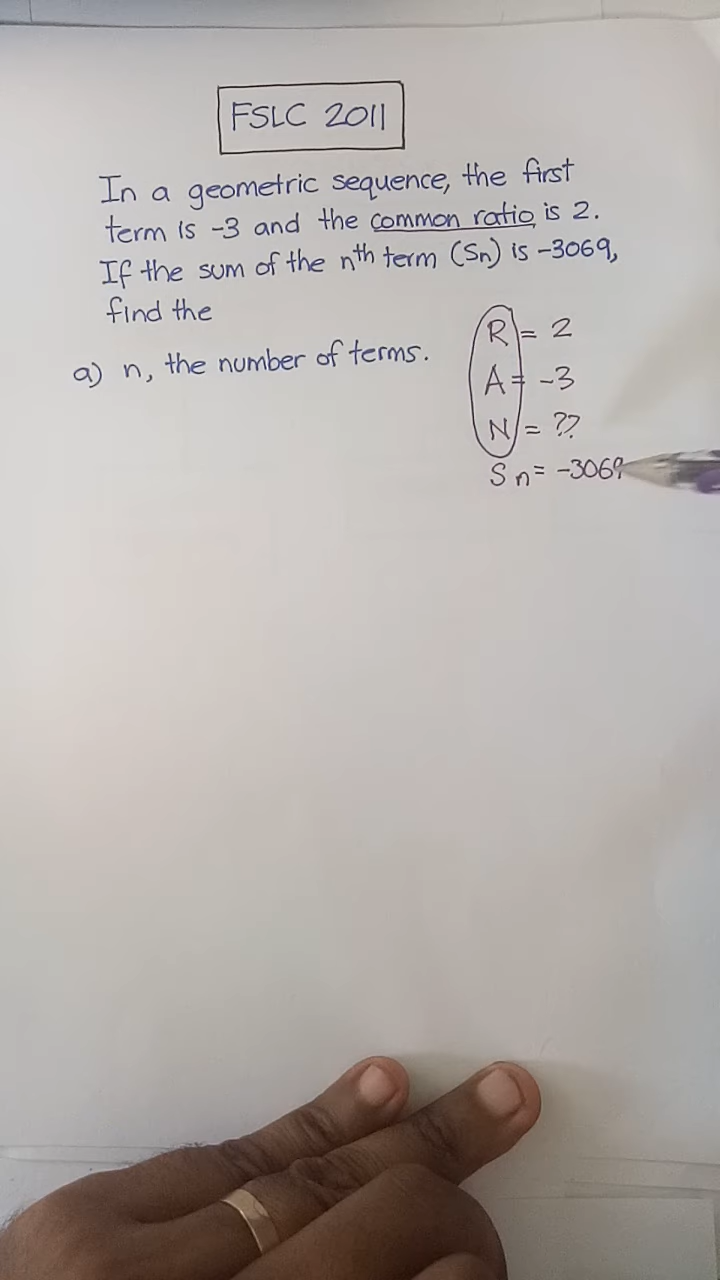 FSLC 2011
In a geometric sequence, the first
term is -3 and the common ratio is 2.
If the sum of the nth term (Sn) is -3069,
find the
a) n, the number of terms.
R = 2
A = -3
N = ??
Sn = -3069